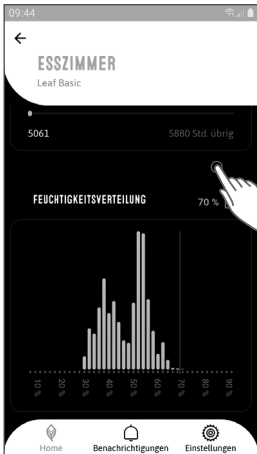 09:44
ESSZIMMER
Leaf Basic
5061 5880 Std. übrig
FEUCHTIGKEITSVERTEILUNG 70 %
10 % 20 % 30 % 40 % 50 % 60 % 70 % 80 % 90 %
Home Benachrichtigungen Einstellungen